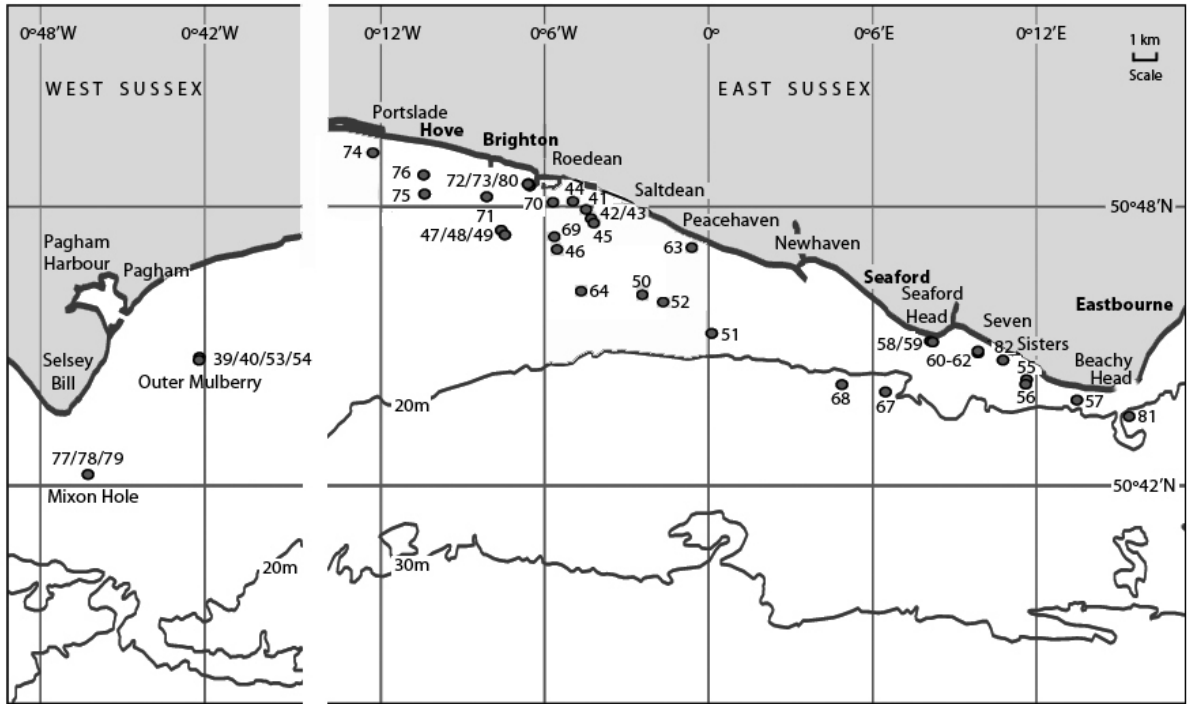 0°48'W
0°42'W
0°12'W
0°6'W
0°
0°6'E
0°12'E
1 km
Scale
WEST SUSSEX
EAST SUSSEX
Portslade
Hove
Brighton
Roedean
74
76
75
72/73/80
71
70
44
41
42/43
45
Saltdean
50°48'N
47/48/49
69
46
63
Peacehaven
Newhaven
Pagham
Harbour
Pagham
64
50
52
51
Seaford
Seaford
Head
58/59
60-62
Seven
Sisters
82
55
56
Eastbourne
Beachy
Head
57
81
Selsey
Bill
39/40/53/54
Outer Mulberry
20m
68
67
77/78/79
Mixon Hole
50°42'N
20m
30m